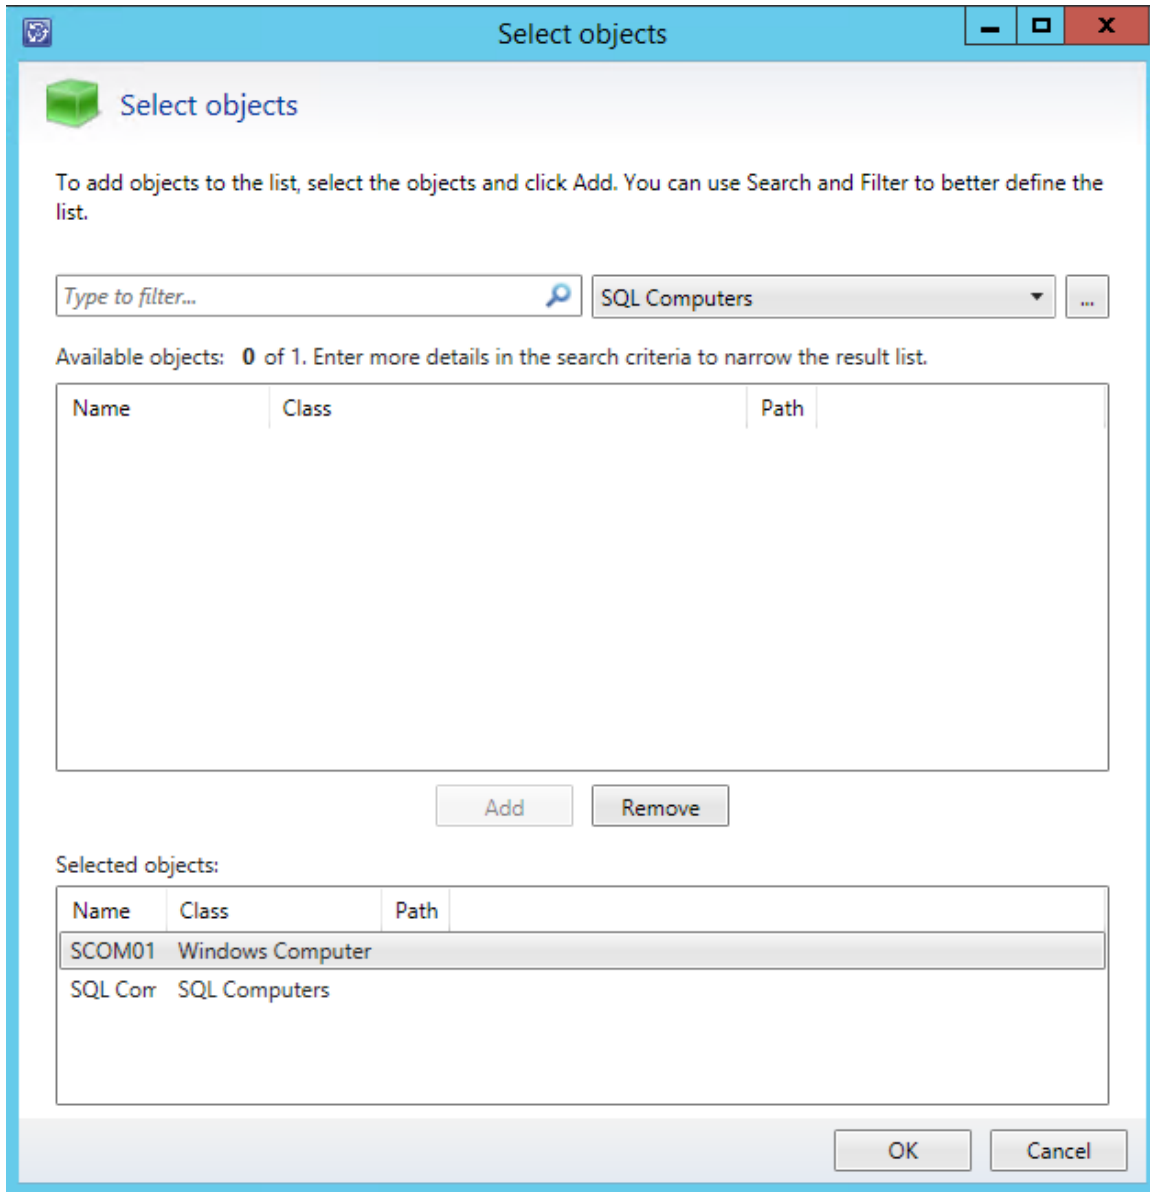 Select objects
Select objects
To add objects to the list, select the objects and click Add. You can use Search and Filter to better define the
list.
Type to filter... SQL Computers ...
Available objects: 0 of 1. Enter more details in the search criteria to narrow the result list.
Name Class Path
Add Remove
Selected objects:
Name Class Path
SCOM01 Windows Computer
SQL Com SQL Computers
OK Cancel